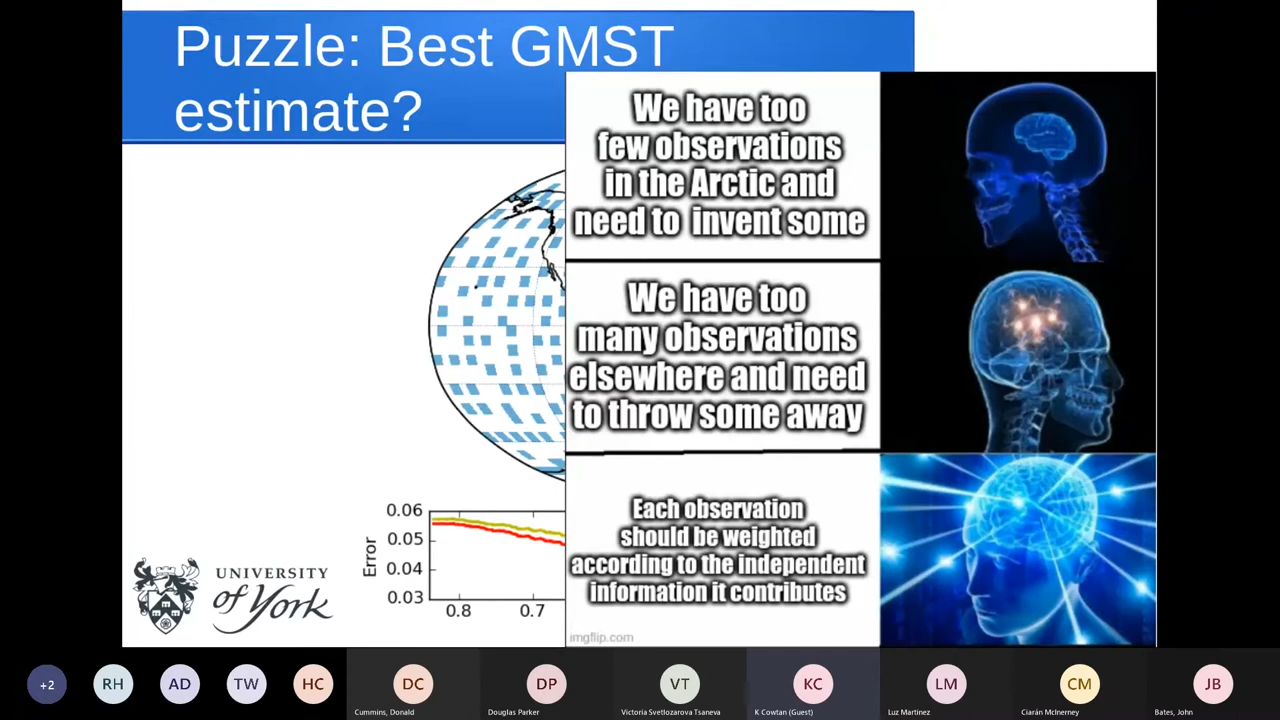 Puzzle: Best GMST
estimate?
We have too
few observations
in the Arctic and
need to invent some
We have too
many observations
elsewhere and need
to throw some away
Each observation
should be weighted
according to the independent
information it contributes
imgflip.com
0.06
0.05
0.04
0.03
Error
0.8
0.7
UNIVERSITY
of York
+2
RH
AD
TW
HC
DC
DP
VT
KC
LM
CM
JB
Cummins, Donald
Douglas Parker
Victoria Svetlozarova Tsaneva
K Cowtan (Guest)
Luz Martinez
Ciarán McInerney
Bates, John